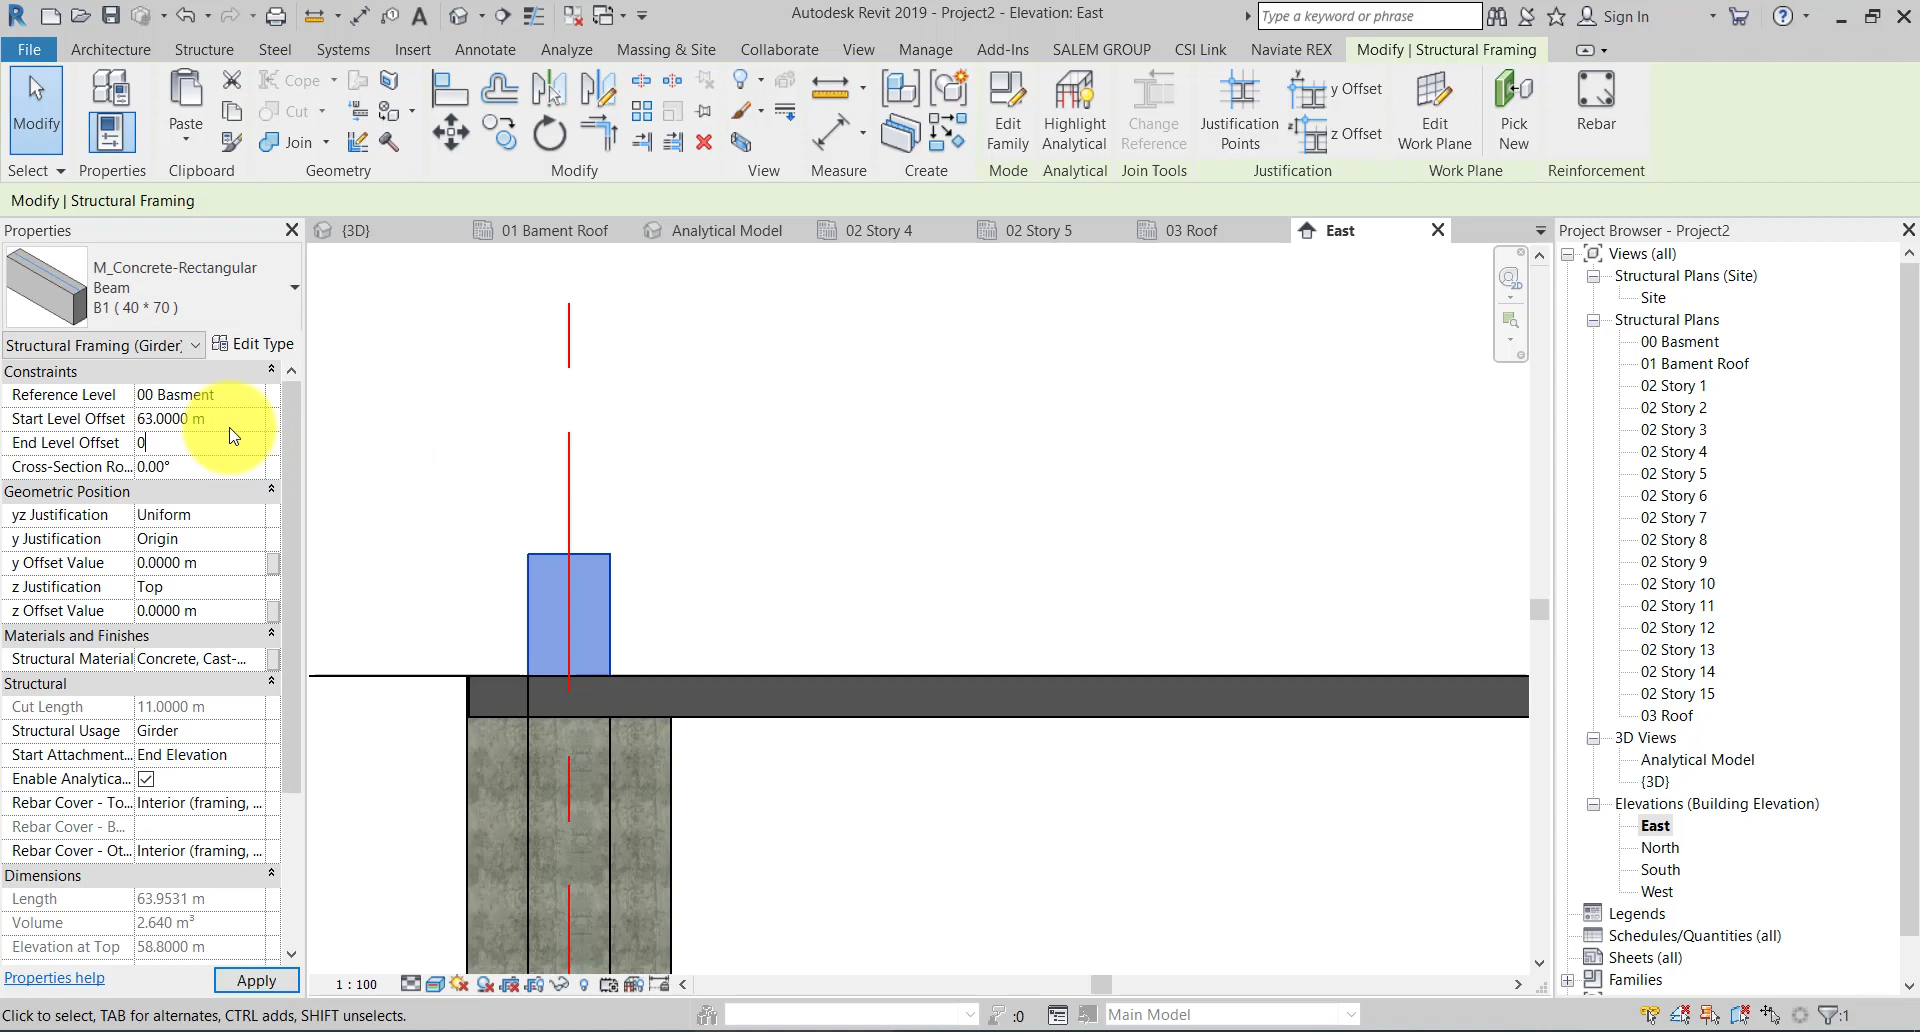 Autodesk Revit 2019 - Project2 - Elevation: East
Type a keyword or phrase
Sign In
File Architecture Structure Steel Systems Insert Annotate Analyze Massing & Site Collaborate View Manage Add-Ins SALEM GROUP CSI Link Naviate REX Modify | Structural Framing
Modify
Paste
Cope
Cut
Join
Edit Family
Highlight Analytical
Change Reference
Justification Points
y Offset
z Offset
Edit Work Plane
Pick New
Rebar
Select Properties Clipboard Geometry Modify View Measure Create Mode Analytical Join Tools Justification Work Plane Reinforcement
Modify | Structural Framing
Properties
M_Concrete-Rectangular
Beam
B1 ( 40 * 70 )
Structural Framing (Girder) Edit Type
Constraints
Reference Level 00 Basment
Start Level Offset 63.0000 m
End Level Offset 0
Cross-Section Ro... 0.00°
Geometric Position
yz Justification Uniform
y Justification Origin
y Offset Value 0.0000 m
z Justification Top
z Offset Value 0.0000 m
Materials and Finishes
Structural Material Concrete, Cast-...
Structural
Cut Length 11.0000 m
Structural Usage Girder
Start Attachment... End Elevation
Enable Analytica...
Rebar Cover - To... Interior (framing, ...
Rebar Cover - B...
Rebar Cover - Ot... Interior (framing, ...
Dimensions
Length 63.9531 m
Volume 2.640 m³
Elevation at Top 58.8000 m
Properties help Apply
{3D} 01 Bament Roof Analytical Model 02 Story 4 02 Story 5 03 Roof East
2D
1 : 100
Project Browser - Project2
Views (all)
Structural Plans (Site)
Site
Structural Plans
00 Basment
01 Bament Roof
02 Story 1
02 Story 2
02 Story 3
02 Story 4
02 Story 5
02 Story 6
02 Story 7
02 Story 8
02 Story 9
02 Story 10
02 Story 11
02 Story 12
02 Story 13
02 Story 14
02 Story 15
03 Roof
3D Views
Analytical Model
{3D}
Elevations (Building Elevation)
East
North
South
West
Legends
Schedules/Quantities (all)
Sheets (all)
Families
Click to select, TAB for alternates, CTRL adds, SHIFT unselects.
:0
Main Model
:1